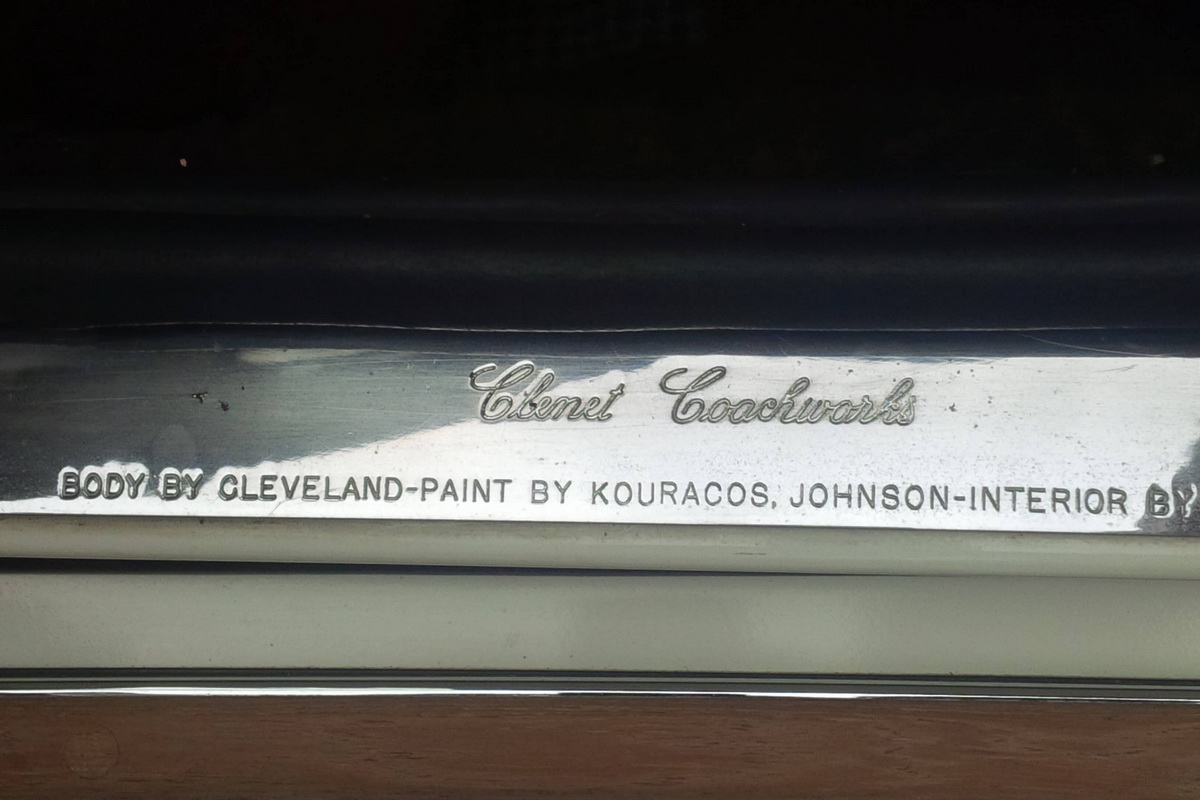 Clenet Coachworks
BODY BY CLEVELAND-PAINT BY KOURACOS, JOHNSON-INTERIOR BY